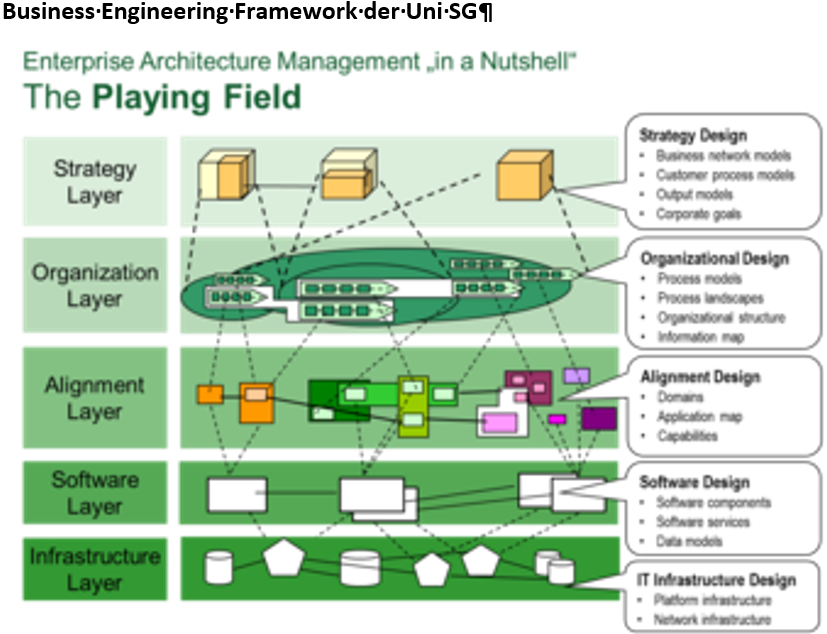 Business·Engineering·Framework·der·Uni·SG¶
Enterprise Architecture Management „in a Nutshell“
The Playing Field
Strategy
Layer
Strategy Design
• Business network models
• Customer process models
• Output models
• Corporate goals
Organization
Layer
Organizational Design
• Process models
• Process landscapes
• Organizational structure
• Information map
Alignment
Layer
Alignment Design
• Domains
• Application map
• Capabilities
Software
Layer
Software Design
• Software components
• Software services
• Data models
Infrastructure
Layer
IT Infrastructure Design
• Platform infrastructure
• Network infrastructure